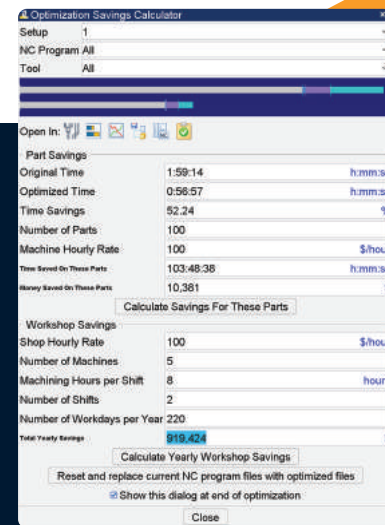 Optimization Savings Calculator
Setup 1
NC Program All
Tool All
Open In:
Part Savings
Original Time 1:59:14 h:mm:s
Optimized Time 0:56:57 h:mm:s
Time Savings 52.24
Number of Parts 100
Machine Hourly Rate 100 $/hou
Time Saved On These Parts 103:48:38 h:mm:s
Money Saved On These Parts 10,381
Calculate Savings For These Parts
Workshop Savings
Shop Hourly Rate 100 $/hou
Number of Machines 5
Machining Hours per Shift 8 hour
Number of Shifts 2
Number of Workdays per Year 220
Total Yearly Savings 919,424
Calculate Yearly Workshop Savings
Reset and replace current NC program files with optimized files
Show this dialog at end of optimization
Close